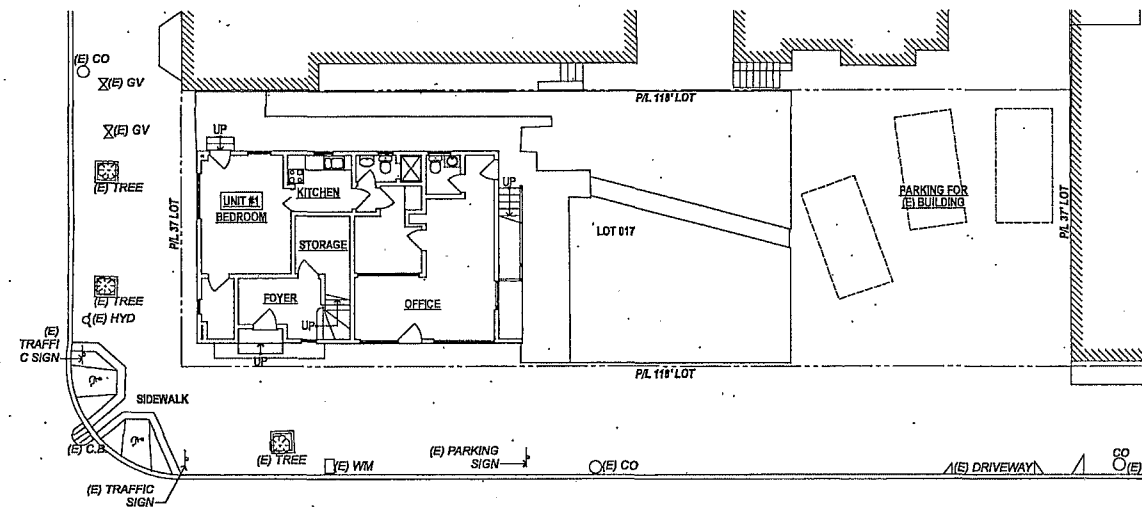 (E) CO
(E) GV
(E) GV
(E) TREE
P/L 37 LOT
(E) TREE
(E) HYD
(E)
TRAFFI
C SIGN
P/L 118' LOT
UP
UNIT #1
BEDROOM
KITCHEN
UP
STORAGE
FOYER
OFFICE
UP
UP
LOT 017
PARKING FOR
(E) BUILDING
P/L 37' LOT
P/L 118' LOT
SIDEWALK
(E) C.B.
(E) TREE
(E) WM
(E) PARKING
SIGN
(E) CO
(E) DRIVEWAY
CO
(E)
(E) TRAFFIC
SIGN